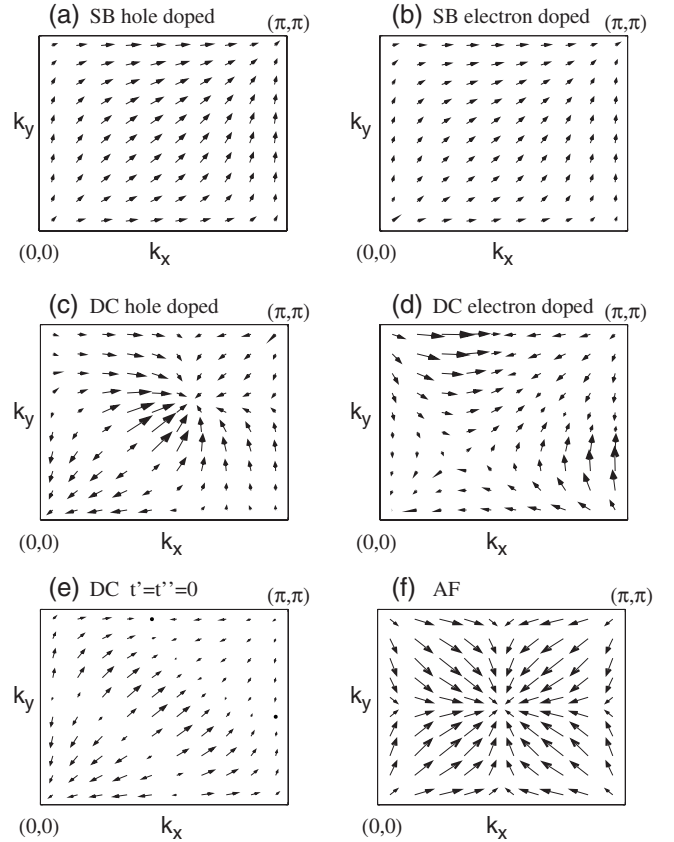 (a) SB hole doped (π,π)
k_y
(0,0) k_x
(b) SB electron doped (π,π)
k_y
(0,0) k_x
(c) DC hole doped (π,π)
k_y
(0,0) k_x
(d) DC electron doped (π,π)
k_y
(0,0) k_x
(e) DC t'=t''=0 (π,π)
k_y
(0,0) k_x
(f) AF (π,π)
k_y
(0,0) k_x